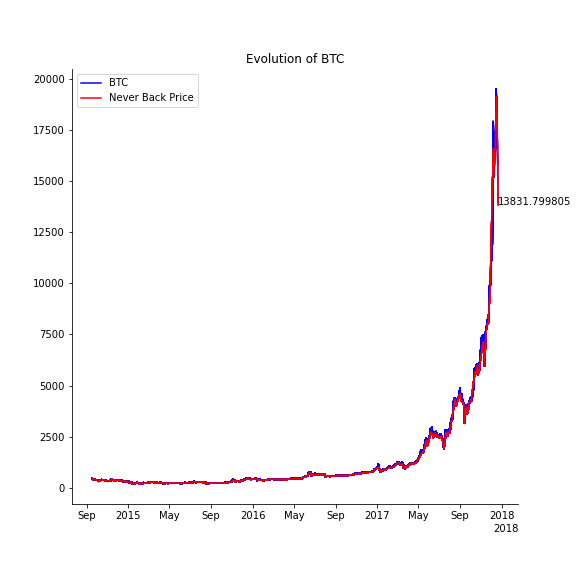 Evolution of BTC
BTC
Never Back Price
20000
17500
15000
12500
10000
7500
5000
2500
0
13831.799805
Sep 2015 May Sep 2016 May Sep 2017 May Sep 2018
2018